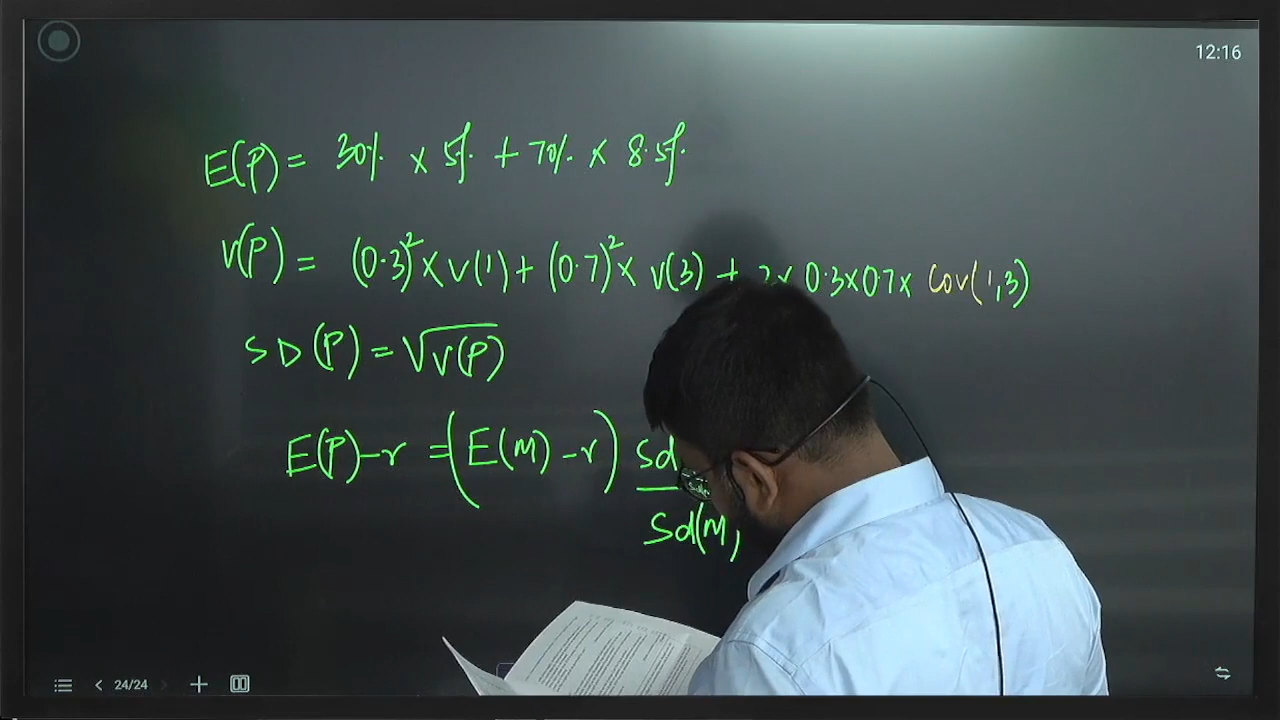 12:16
E(P) = 30% × 5% + 70% × 8.5%
V(P) = (0.3)² × V(1) + (0.7)² × V(3) + 2 × 0.3 × 0.7 × Cov(1,3)
SD(P) = √V(P)
E(P) - r = (E(M) - r) Sd
Sd(M)
24/24